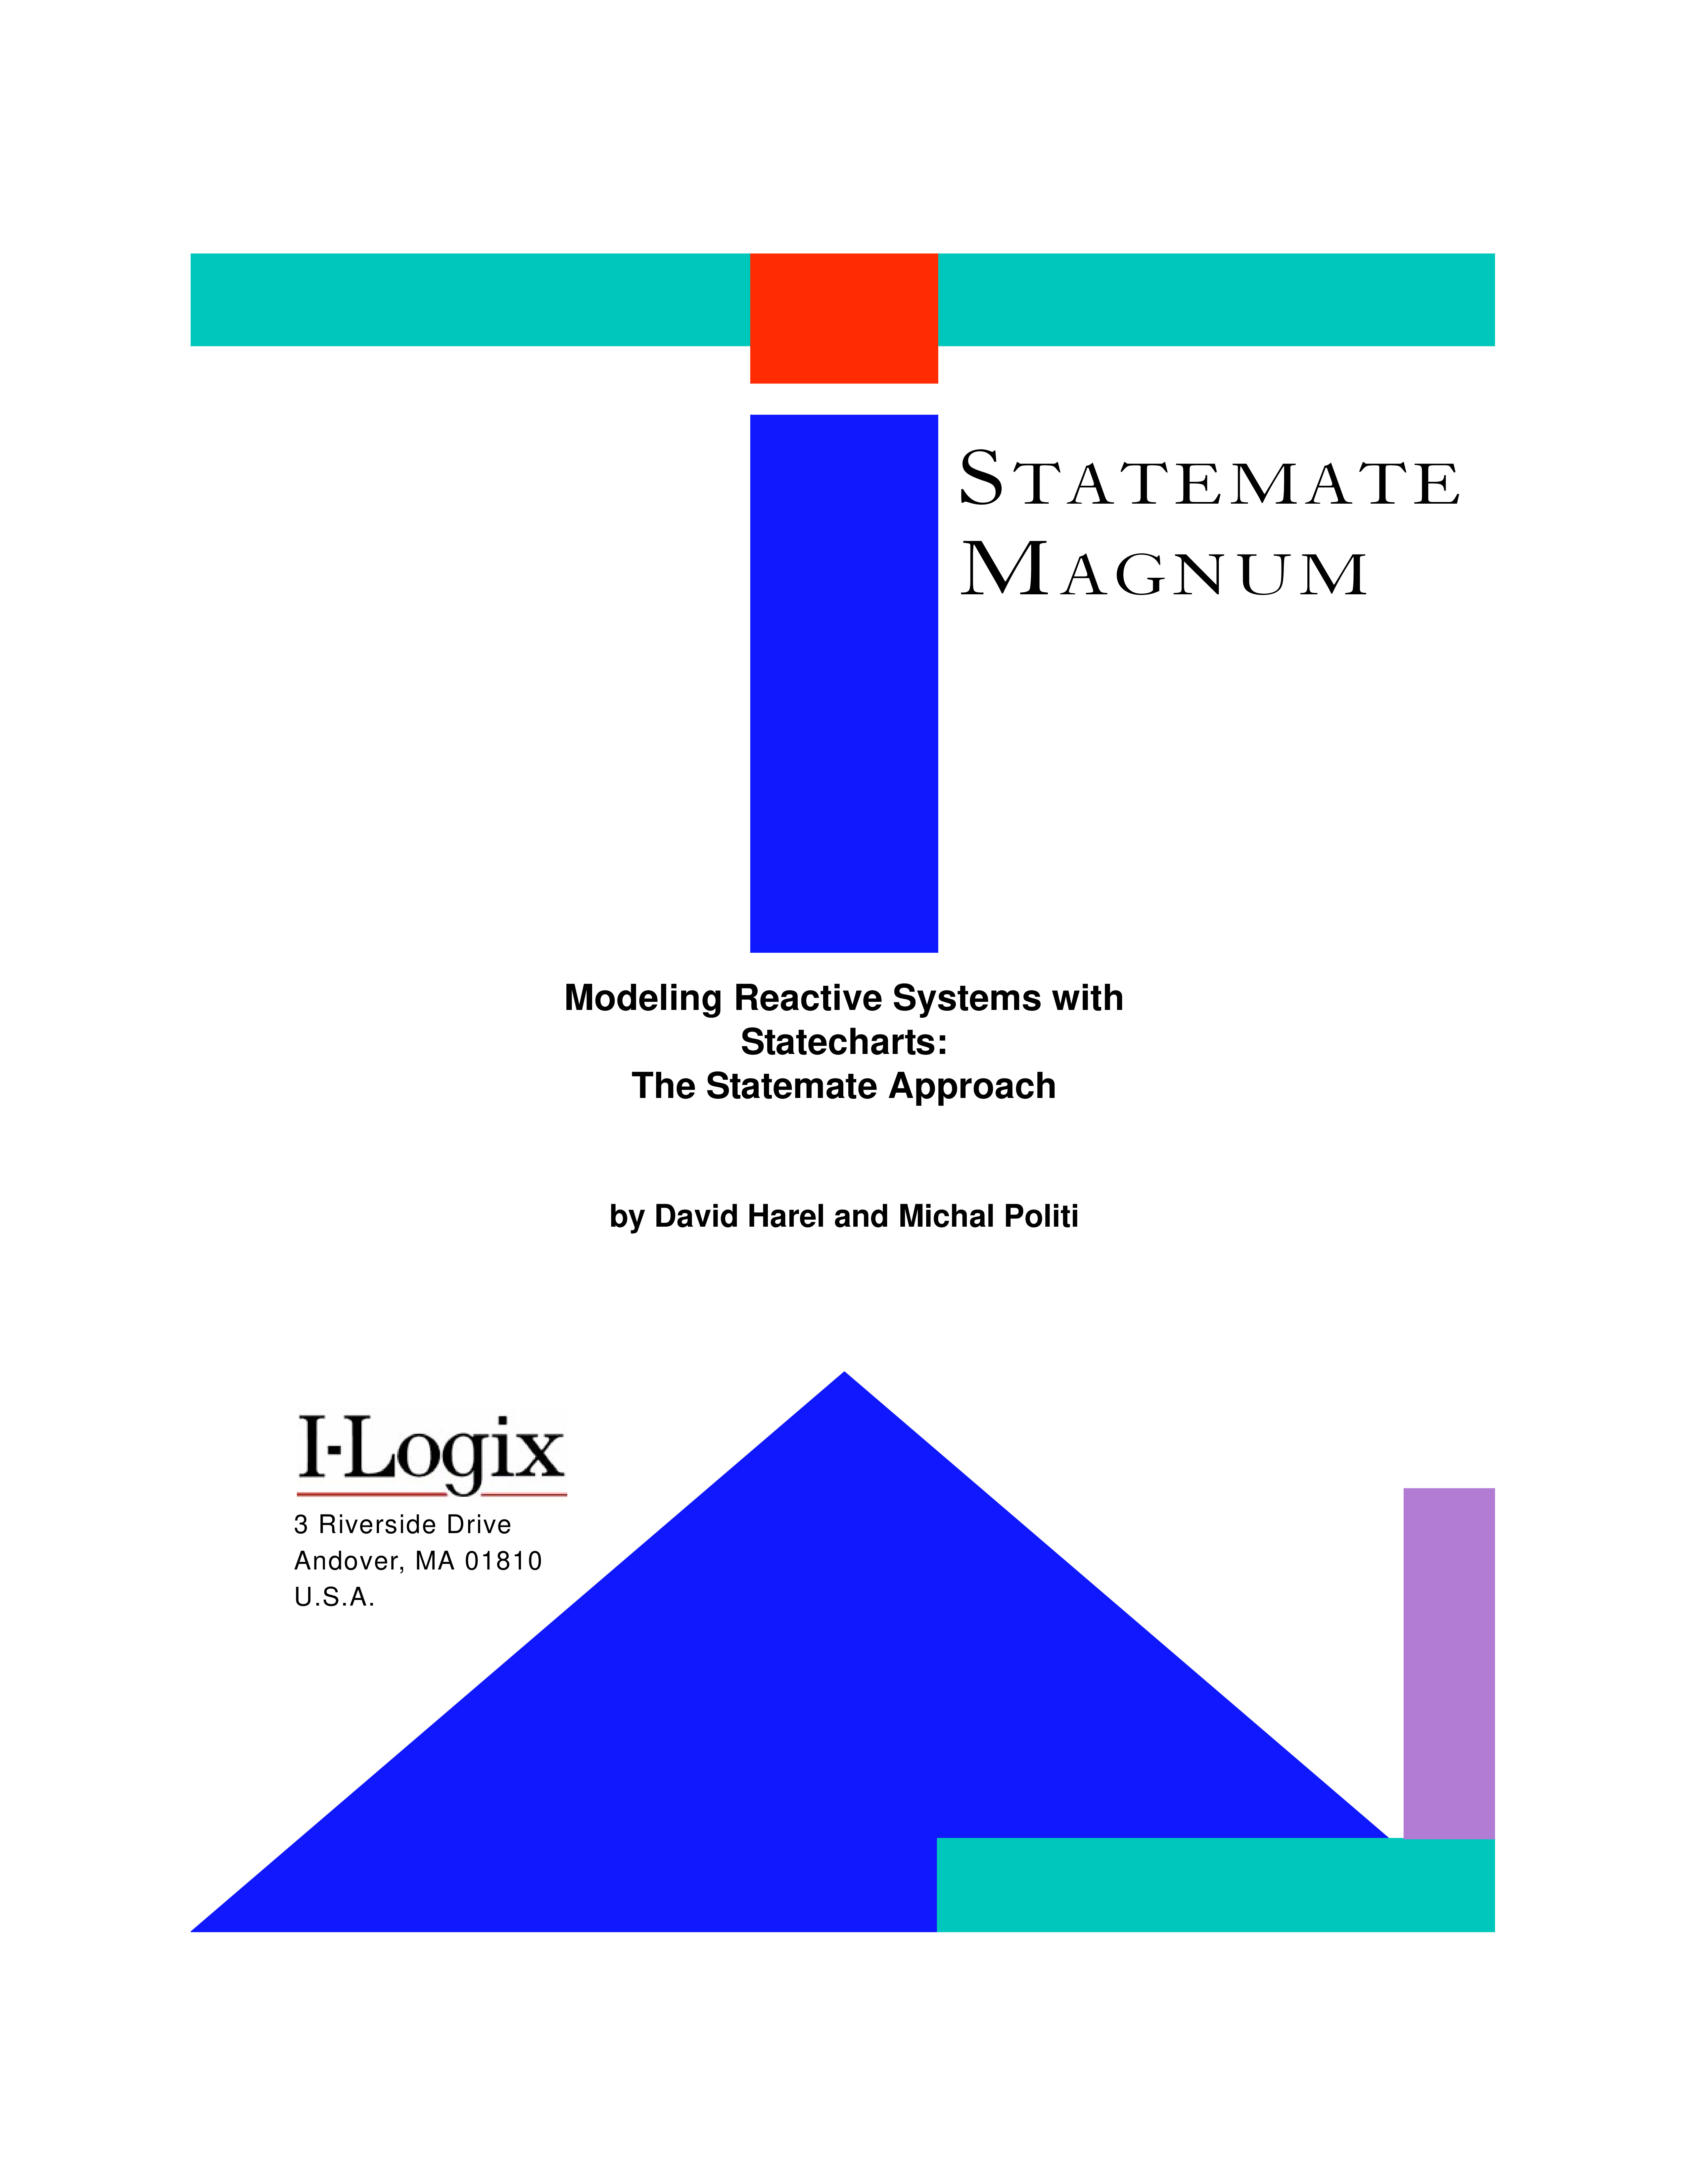 STATEMATE
MAGNUM
Modeling Reactive Systems with
Statecharts:
The Statemate Approach
by David Harel and Michal Politi
I-Logix
3 Riverside Drive
Andover, MA 01810
U.S.A.